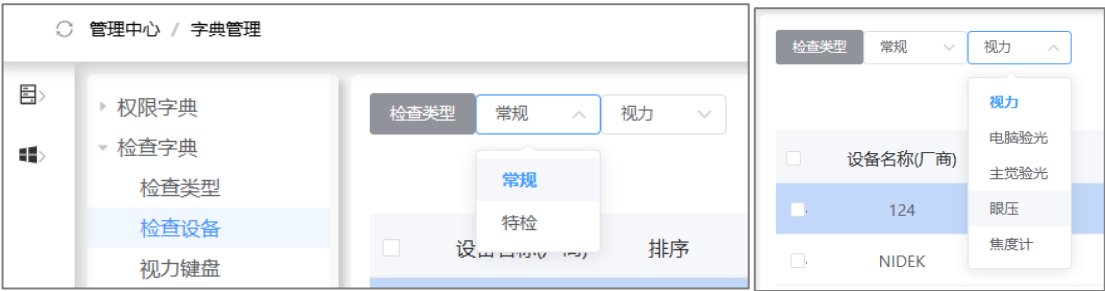 管理中心 / 字典管理
权限字典
检查字典
检查类型
检查设备
视力键盘
检查类型 常规 视力
常规
特检
排序
检查类型 常规 视力
视力
电脑验光
主觉验光
眼压
焦度计
设备名称(厂商)
124
NIDEK